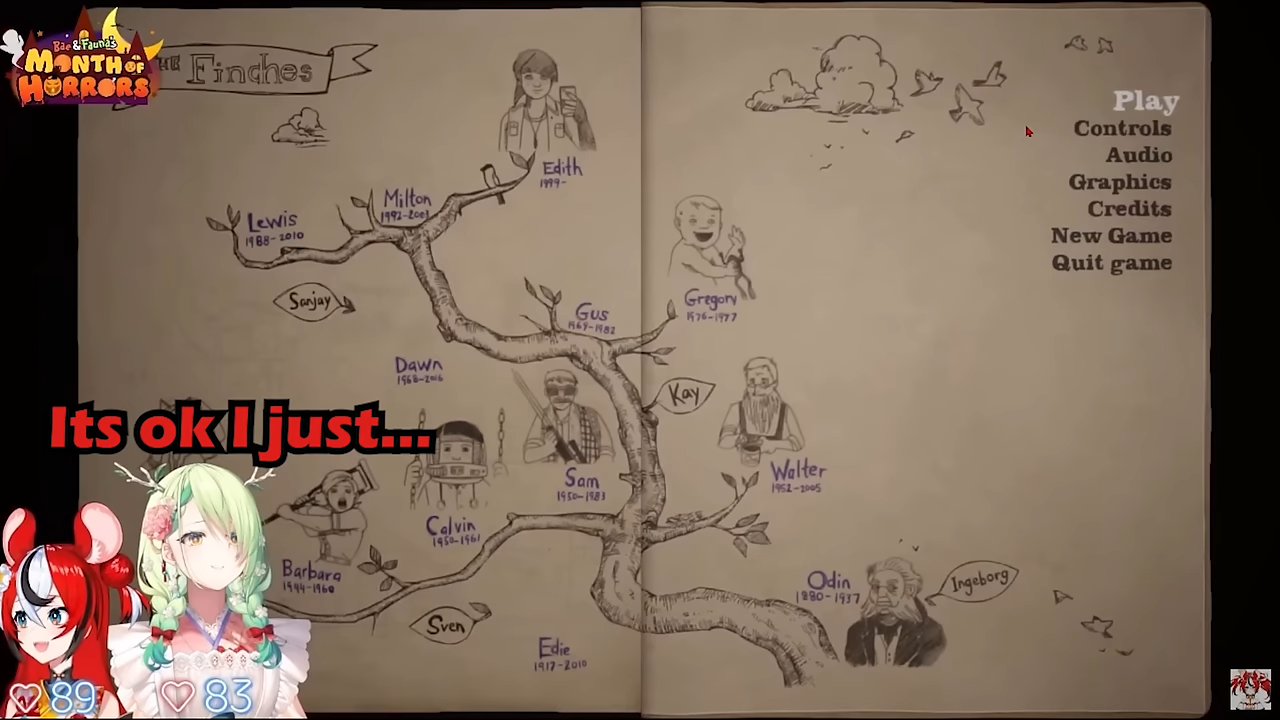 Bae & Fauna's
MONTH OF
HORRORS
THE Finches
Play
Controls
Audio
Graphics
Credits
New Game
Quit game
Edith
1999-
Milton
1992-2003
Lewis
1988-2010
Sanjay
Gregory
1976-1977
Gus
1969-1982
Dawn
1968-2016
Kay
Its ok I just...
Sam
1950-1983
Walter
1952-2005
Calvin
1950-1961
Barbara
1944-1960
Odin
1880-1937
Ingeborg
Sven
Edie
1917-2010
89
83